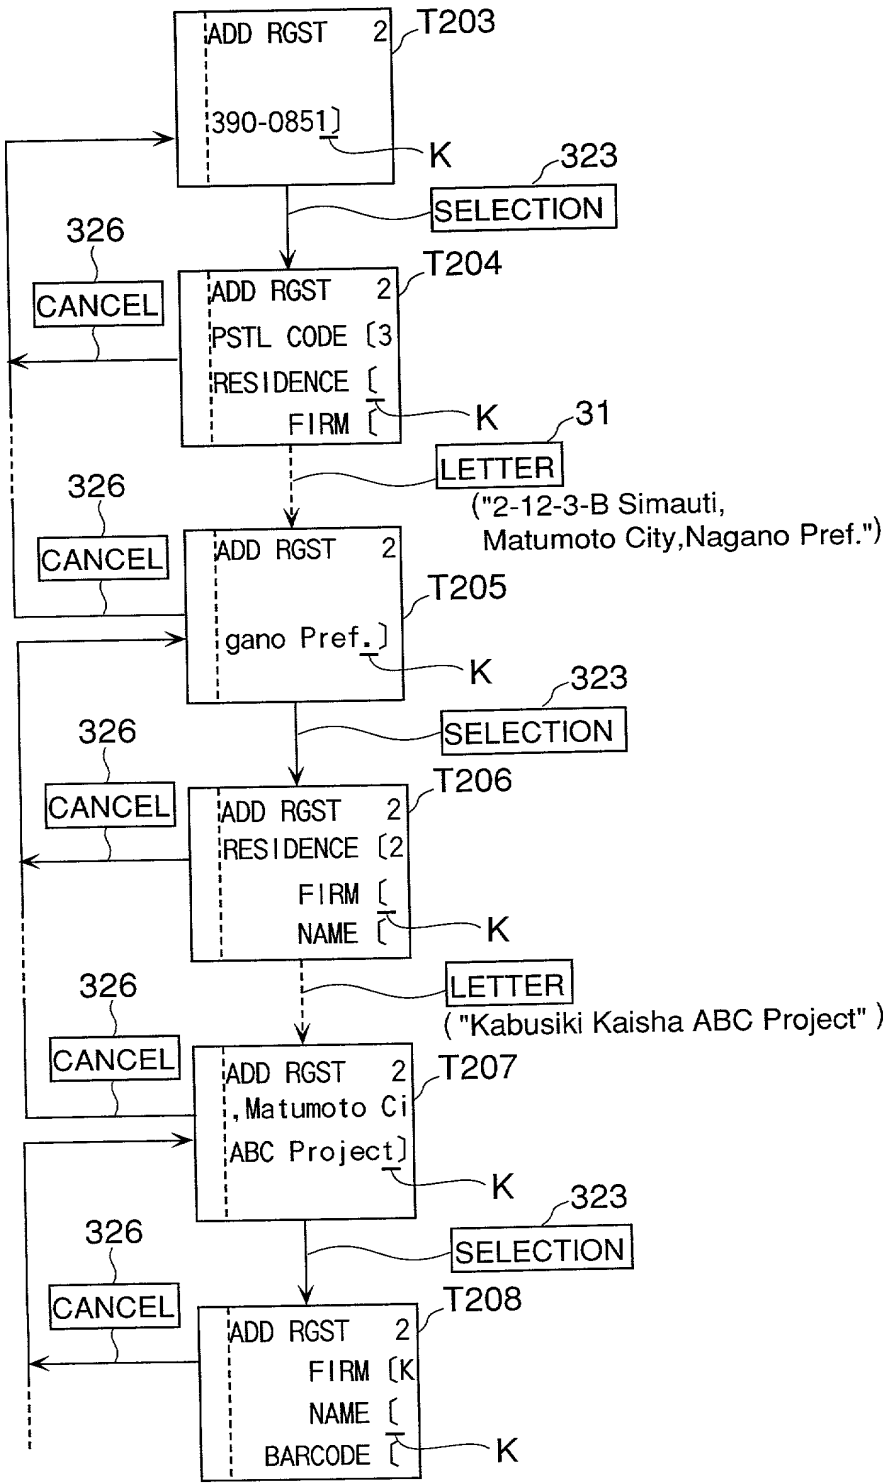 ADD RGST 2
T203
390-0851]
K
323
SELECTION
326
T204
CANCEL
ADD RGST 2
PSTL CODE [3
RESIDENCE [
K
31
FIRM [
LETTER
("2-12-3-B Simauti,
Matumoto City,Nagano Pref.")
326
CANCEL
ADD RGST 2
T205
gano Pref.]
K
323
SELECTION
326
T206
CANCEL
ADD RGST 2
RESIDENCE [2
FIRM [
K
NAME [
LETTER
("Kabusiki Kaisha ABC Project")
326
CANCEL
ADD RGST 2
T207
,Matumoto Ci
ABC Project]
K
323
SELECTION
326
T208
CANCEL
ADD RGST 2
FIRM [K
NAME [
K
BARCODE [